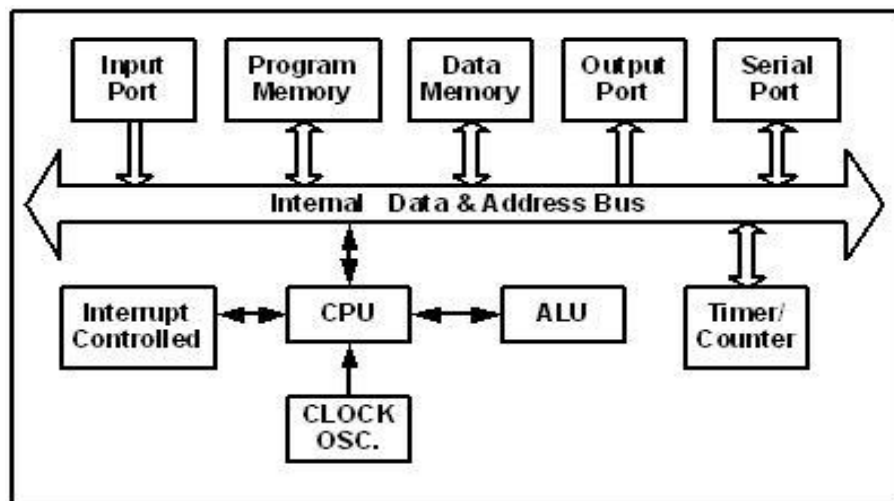 Input
Port
Program
Memory
Data
Memory
Output
Port
Serial
Port
Internal Data & Address Bus
Interrupt
Controlled
CPU
ALU
Timer/
Counter
CLOCK
OSC.